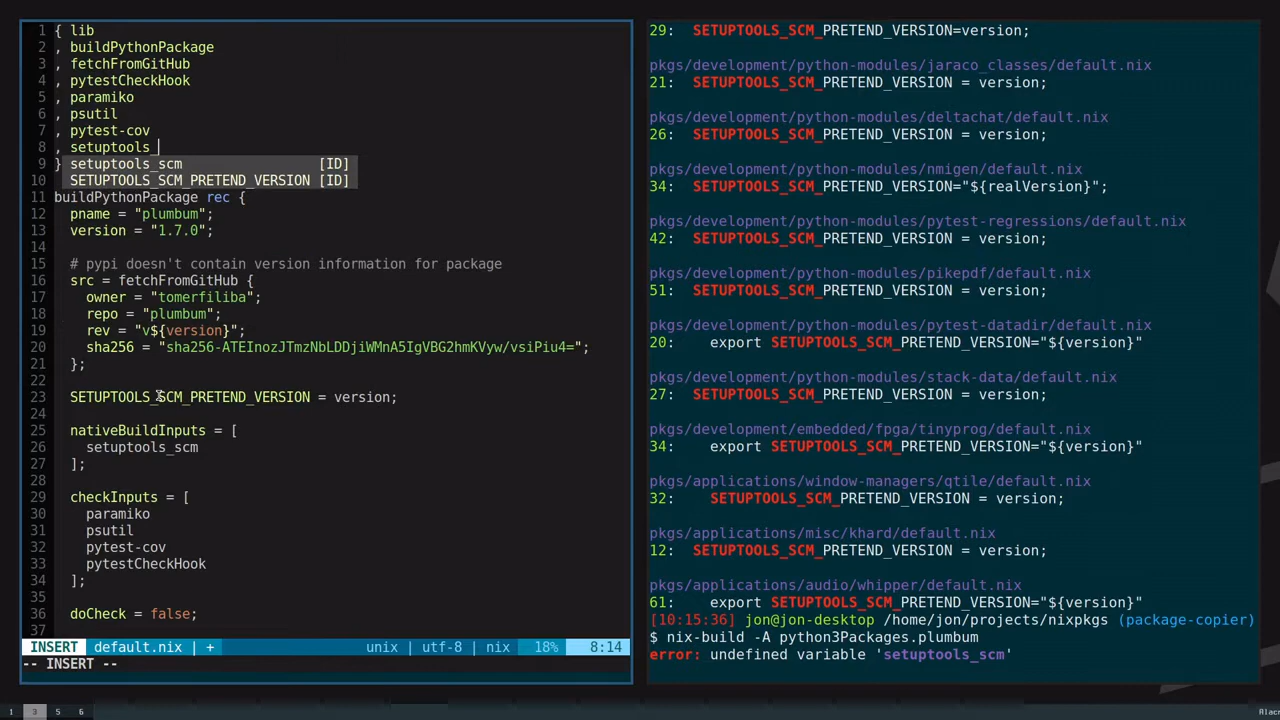 1 { lib
2 , buildPythonPackage
3 , fetchFromGitHub
4 , pytestCheckHook
5 , paramiko
6 , psutil
7 , pytest-cov
8 , setuptools_
9 } setuptools_scm [ID]
10 SETUPTOOLS_SCM_PRETEND_VERSION [ID]
11 buildPythonPackage rec {
12 pname = "plumbum";
13 version = "1.7.0";
14
15 # pypi doesn't contain version information for package
16 src = fetchFromGitHub {
17 owner = "tomerfiliba";
18 repo = "plumbum";
19 rev = "v${version}";
20 sha256 = "sha256-ATEInozJTmzNbLDDjiWMnA5IgVBG2hmKVyw/vsiPiu4=";
21 };
22
23 SETUPTOOLS_SCM_PRETEND_VERSION = version;
24
25 nativeBuildInputs = [
26 setuptools_scm
27 ];
28
29 checkInputs = [
30 paramiko
31 psutil
32 pytest-cov
33 pytestCheckHook
34 ];
35
36 doCheck = false;
37
INSERT default.nix | + unix | utf-8 | nix 18% 8:14
-- INSERT --
29: SETUPTOOLS_SCM_PRETEND_VERSION=version;
pkgs/development/python-modules/jaraco_classes/default.nix
21: SETUPTOOLS_SCM_PRETEND_VERSION = version;
pkgs/development/python-modules/deltachat/default.nix
26: SETUPTOOLS_SCM_PRETEND_VERSION = version;
pkgs/development/python-modules/nmigen/default.nix
34: SETUPTOOLS_SCM_PRETEND_VERSION="${realVersion}";
pkgs/development/python-modules/pytest-regressions/default.nix
42: SETUPTOOLS_SCM_PRETEND_VERSION = version;
pkgs/development/python-modules/pikepdf/default.nix
51: SETUPTOOLS_SCM_PRETEND_VERSION = version;
pkgs/development/python-modules/pytest-datadir/default.nix
20: export SETUPTOOLS_SCM_PRETEND_VERSION="${version}"
pkgs/development/python-modules/stack-data/default.nix
27: SETUPTOOLS_SCM_PRETEND_VERSION = version;
pkgs/development/embedded/fpga/tinyprog/default.nix
34: export SETUPTOOLS_SCM_PRETEND_VERSION="${version}"
pkgs/applications/window-managers/qtile/default.nix
32: SETUPTOOLS_SCM_PRETEND_VERSION = version;
pkgs/applications/misc/khard/default.nix
12: SETUPTOOLS_SCM_PRETEND_VERSION = version;
pkgs/applications/audio/whipper/default.nix
61: export SETUPTOOLS_SCM_PRETEND_VERSION="${version}"
[10:15:36] jon@jon-desktop /home/jon/projects/nixpkgs (package-copier)
$ nix-build -A python3Packages.plumbum
error: undefined variable 'setuptools_scm'
1 3 5 6